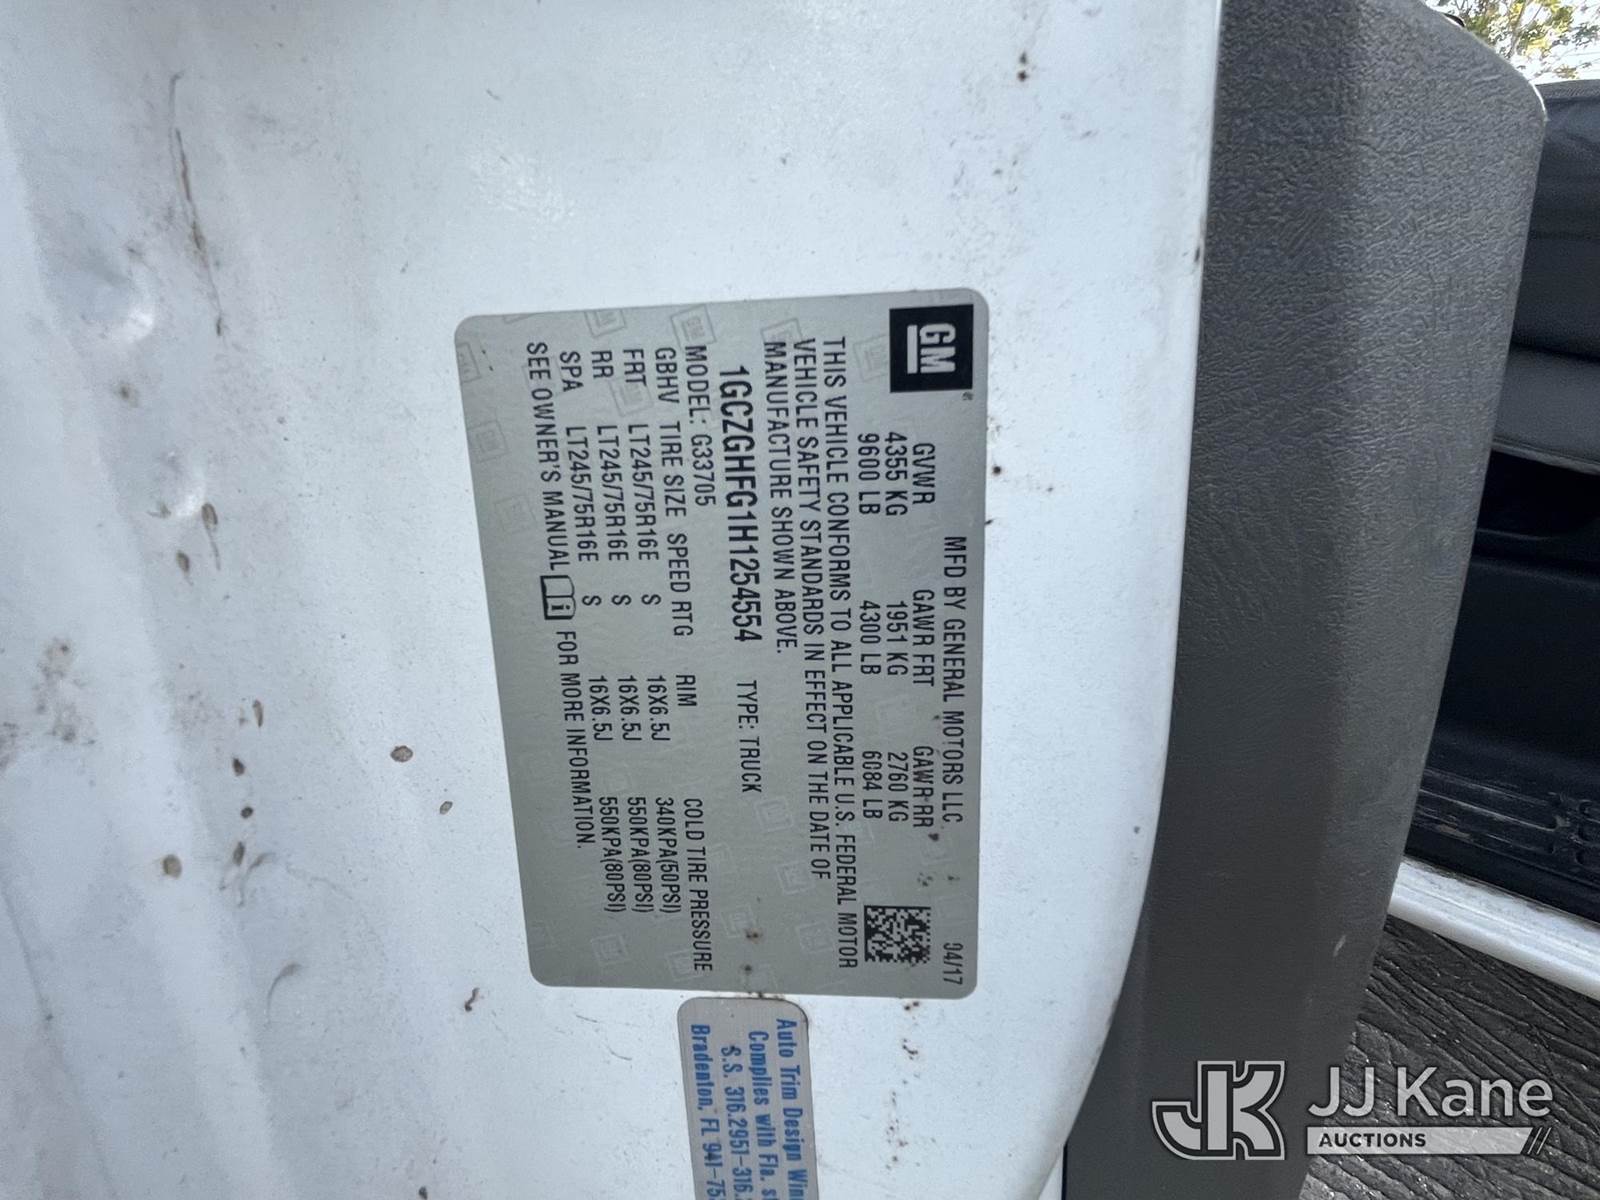 GM
MFD BY GENERAL MOTORS LLC 04/17
GVWR GAWR FRT GAWR RR
4355 KG 1951 KG 2760 KG
9600 LB 4300 LB 6084 LB
THIS VEHICLE CONFORMS TO ALL APPLICABLE U.S. FEDERAL MOTOR
VEHICLE SAFETY STANDARDS IN EFFECT ON THE DATE OF
MANUFACTURE SHOWN ABOVE.
1GCZGHFG1H1254554 TYPE: TRUCK
MODEL: G33705
GBHV TIRE SIZE SPEED RTG RIM COLD TIRE PRESSURE
FRT LT245/75R16E S 16X6.5J 340KPA(50PSI)
RR LT245/75R16E S 16X6.5J 550KPA(80PSI)
SPA LT245/75R16E S 16X6.5J 550KPA(80PSI)
SEE OWNER'S MANUAL FOR MORE INFORMATION.
Auto Trim Design
Complies with Fla.
S.S. 316.2951-316.
Bradenton, FL 941-
JK
JJ Kane
AUCTIONS